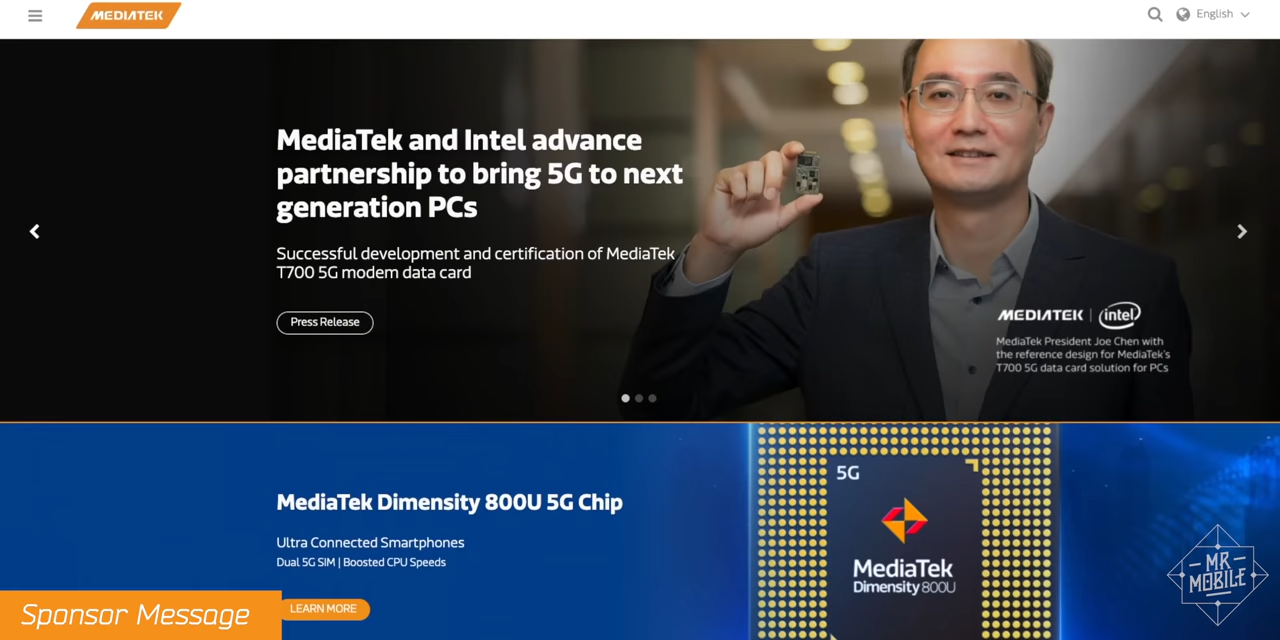 MEDIATEK
English
MediaTek and Intel advance
partnership to bring 5G to next
generation PCs
Successful development and certification of MediaTek
T700 5G modem data card
Press Release
MEDIATEK | intel
MediaTek President Joe Chen with
the reference design for MediaTek's
T700 5G data card solution for PCs
MediaTek Dimensity 800U 5G Chip
Ultra Connected Smartphones
Dual 5G SIM | Boosted CPU Speeds
LEARN MORE
5G
MediaTek
Dimensity 800U
MR
MOBILE
Sponsor Message